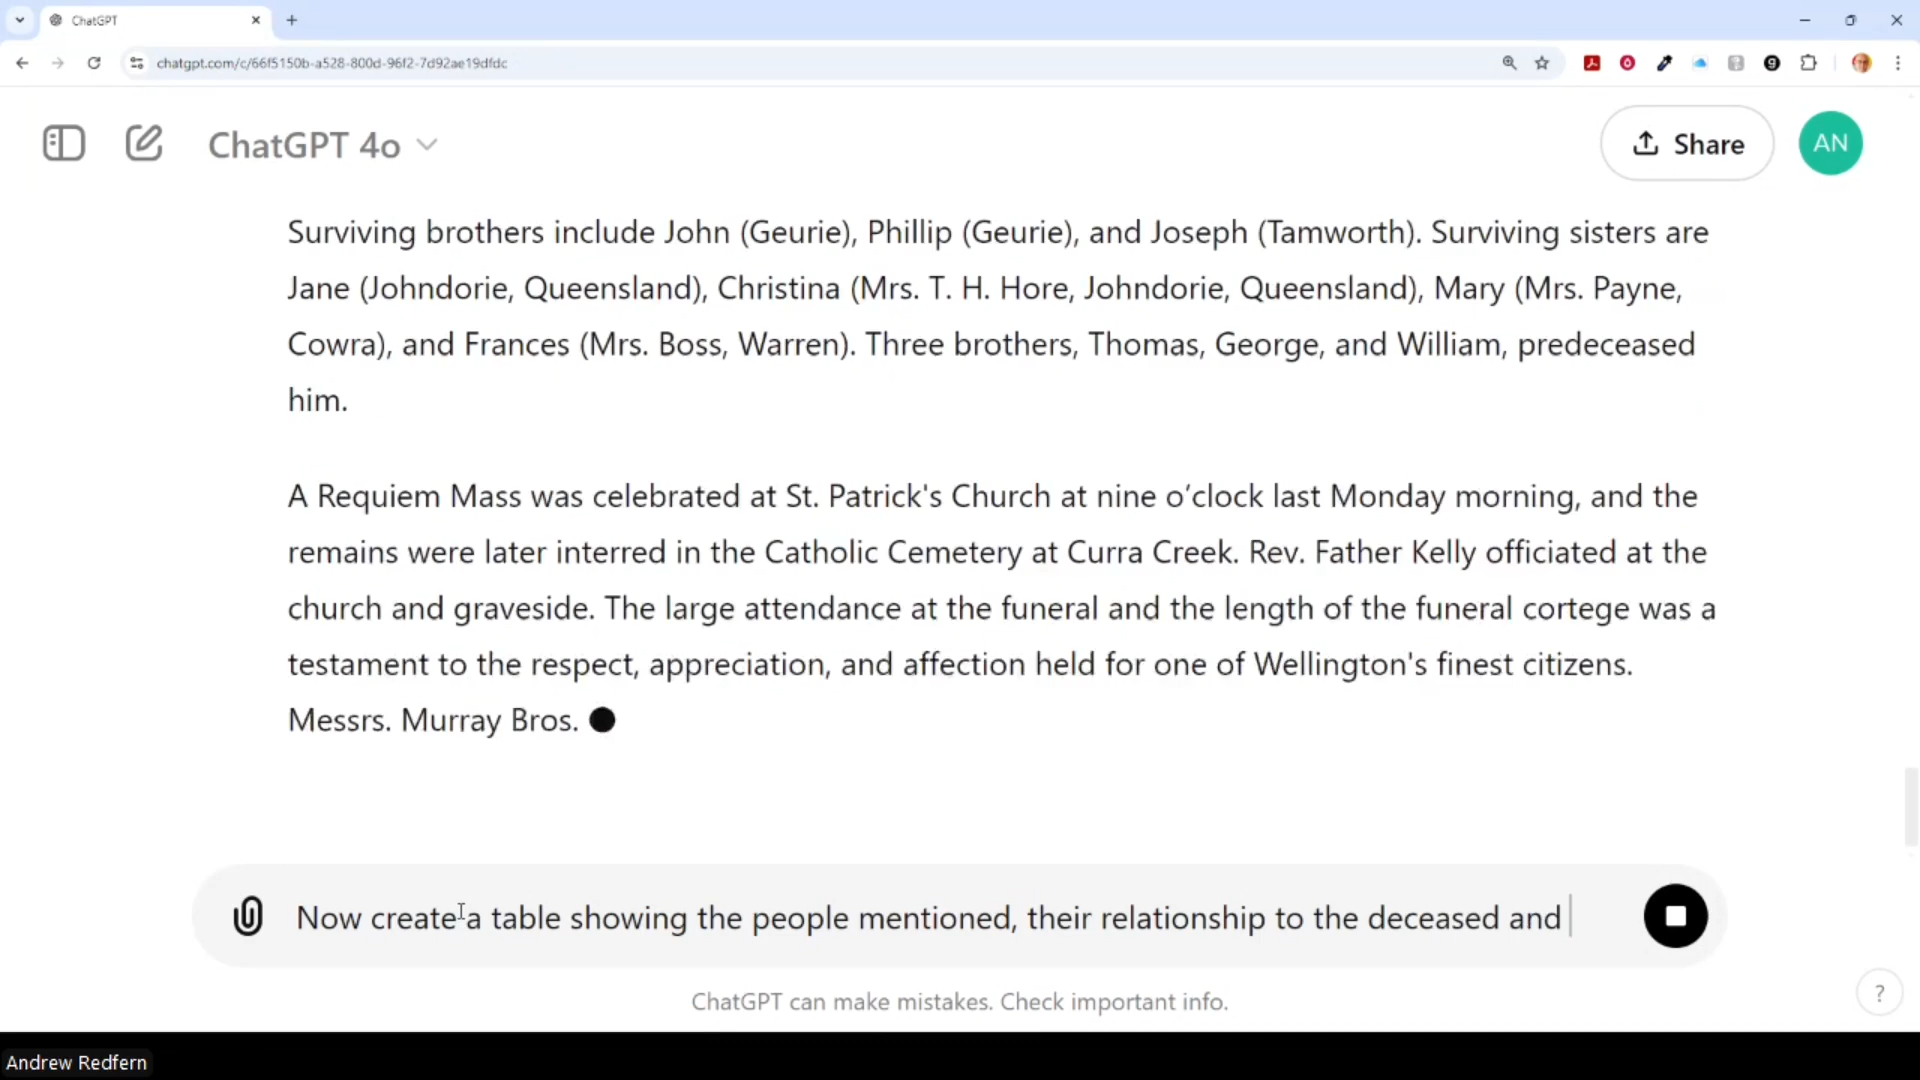 ChatGPT
chatgpt.com/c/66f5150b-a528-800d-96f2-7d92ae19dfdc
ChatGPT 4o
Share
AN
Surviving brothers include John (Geurie), Phillip (Geurie), and Joseph (Tamworth). Surviving sisters are
Jane (Johndorie, Queensland), Christina (Mrs. T. H. Hore, Johndorie, Queensland), Mary (Mrs. Payne,
Cowra), and Frances (Mrs. Boss, Warren). Three brothers, Thomas, George, and William, predeceased
him.
A Requiem Mass was celebrated at St. Patrick's Church at nine o’clock last Monday morning, and the
remains were later interred in the Catholic Cemetery at Curra Creek. Rev. Father Kelly officiated at the
church and graveside. The large attendance at the funeral and the length of the funeral cortege was a
testament to the respect, appreciation, and affection held for one of Wellington's finest citizens.
Messrs. Murray Bros.
Now create a table showing the people mentioned, their relationship to the deceased and
ChatGPT can make mistakes. Check important info.
?
Andrew Redfern